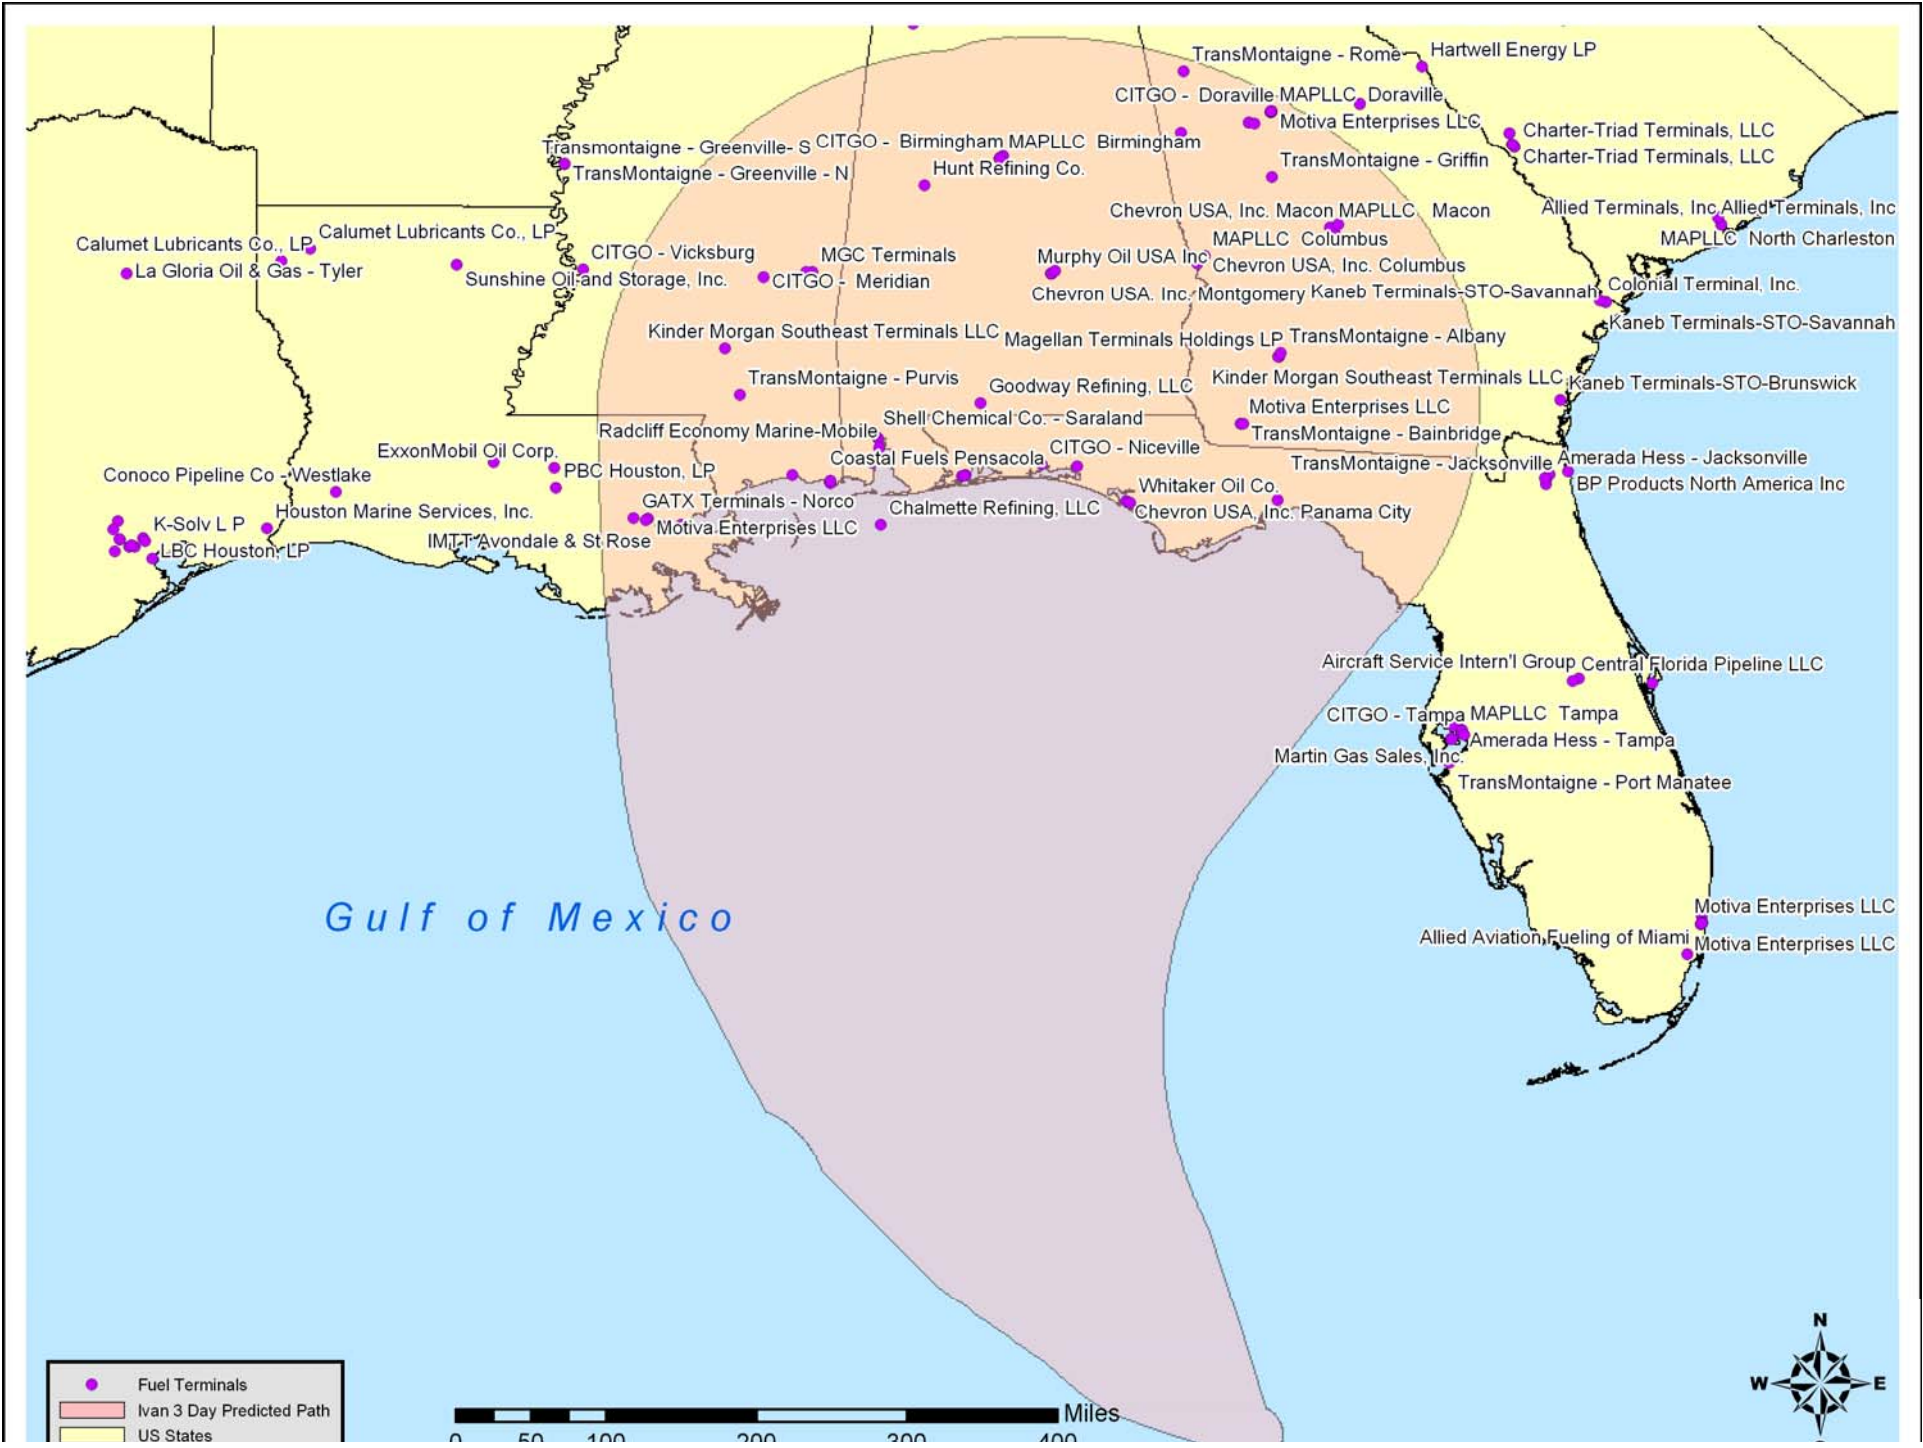 TransMontaigne - Rome
Hartwell Energy LP
CITGO - Doraville
MAPLLC Doraville
Motiva Enterprises LLC
Charter-Triad Terminals, LLC
Charter-Triad Terminals, LLC
Transmontaigne - Greenville- S
CITGO - Birmingham
MAPLLC Birmingham
TransMontaigne - Greenville - N
Hunt Refining Co.
TransMontaigne - Griffin
Chevron USA, Inc. Macon
MAPLLC Macon
Allied Terminals, Inc
Allied Terminals, Inc
MAPLLC North Charleston
Calumet Lubricants Co., LP
Calumet Lubricants Co., LP
La Gloria Oil & Gas - Tyler
Sunshine Oil and Storage, Inc.
CITGO - Vicksburg
MGC Terminals
CITGO - Meridian
Murphy Oil USA Inc
MAPLLC Columbus
Chevron USA, Inc. Columbus
Chevron USA. Inc. Montgomery
Kaneb Terminals-STO-Savannah
Colonial Terminal, Inc.
Kaneb Terminals-STO-Savannah
Kinder Morgan Southeast Terminals LLC
Magellan Terminals Holdings LP
TransMontaigne - Albany
TransMontaigne - Purvis
Goodway Refining, LLC
Kinder Morgan Southeast Terminals LLC
Kaneb Terminals-STO-Brunswick
Shell Chemical Co. - Saraland
Motiva Enterprises LLC
Radcliff Economy Marine-Mobile
TransMontaigne - Bainbridge
ExxonMobil Oil Corp.
PBC Houston, LP
Coastal Fuels Pensacola
CITGO - Niceville
TransMontaigne - Jacksonville
Amerada Hess - Jacksonville
BP Products North America Inc
Conoco Pipeline Co - Westlake
Houston Marine Services, Inc.
K-Solv L P
LBC Houston, LP
GATX Terminals - Norco
Motiva Enterprises LLC
IMTT Avondale & St Rose
Chalmette Refining, LLC
Whitaker Oil Co.
Chevron USA, Inc. Panama City
Aircraft Service Intern'l Group
Central Florida Pipeline LLC
CITGO - Tampa
MAPLLC Tampa
Amerada Hess - Tampa
Martin Gas Sales, Inc.
TransMontaigne - Port Manatee
Gulf of Mexico
Motiva Enterprises LLC
Allied Aviation Fueling of Miami
Motiva Enterprises LLC
N
W E
Fuel Terminals
Ivan 3 Day Predicted Path
US States
Miles
0 50 100 200 300 400